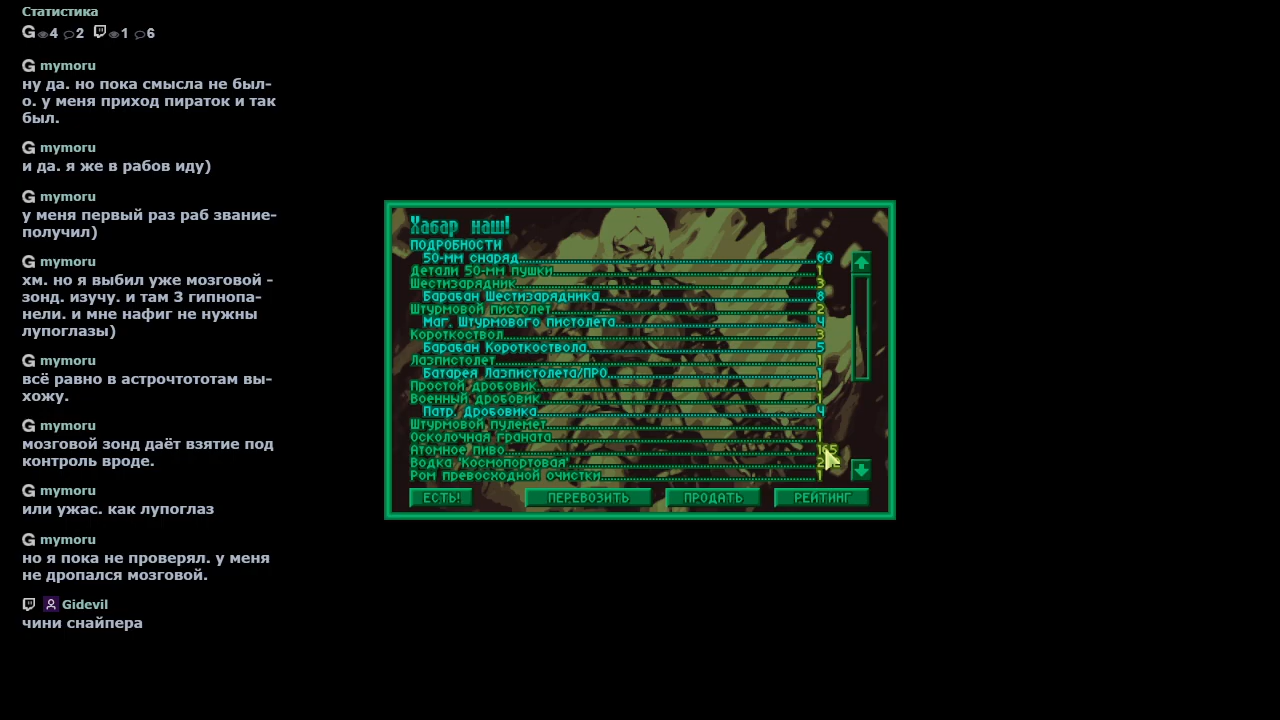 Статистика
4 2 1 6
mymoru
ну да. но пока смысла не был-
о. у меня приход пираток и так
был.
mymoru
и да. я же в рабов иду)
mymoru
у меня первый раз раб звание-
получил)
mymoru
хм. но я выбил уже мозговой -
зонд. изучу. и там 3 гипнопа-
нели. и мне нафиг не нужны
лупоглазы)
mymoru
всё равно в астрочтототам вы-
хожу.
mymoru
мозговой зонд даёт взятие под
контроль вроде.
mymoru
или ужас. как лупоглаз
mymoru
но я пока не проверял. у меня
не дропался мозговой.
Gidevil
чини снайпера
Хабар наш!
ПОДРОБНОСТИ
50-мм снаряд 60
Детали 50-мм пушки 1
Шестизарядник 3
Барабан Шестизарядника 8
Штурмовой пистолет 2
Маг. Штурмового пистолета 4
Короткоствол 3
Барабан Короткоствола 5
Лазпистолет 1
Батарея Лазпистолета/ПРО 1
Простой дробовик 1
Военный дробовик 1
Патр. Дробовика 4
Штурмовой пулемет 1
Осколочная граната 1
Атомное пиво
Водка 'Космопортовая'
Ром превосходной очистки 1
ЕСТЬ! ПЕРЕВОЗИТЬ ПРОДАТЬ РЕЙТИНГ